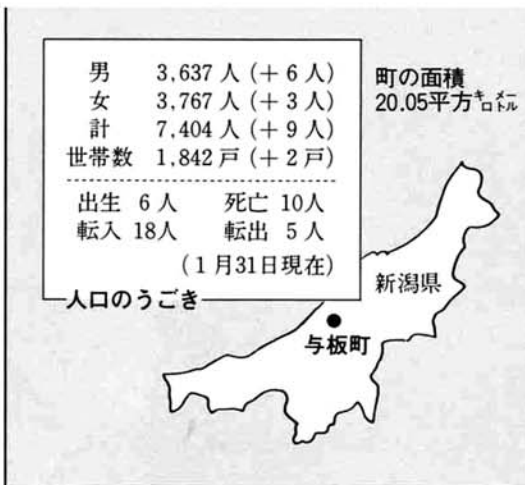 男 3,637人(+6人)
女 3,767人(+3人)
計 7,404人(+9人)
世帯数 1,842戸(+2戸)
出生 6人 死亡 10人
転入 18人 転出 5人
(1月31日現在)
人口のうごき
町の面積
20.05平方キロメートル
新潟県
与板町